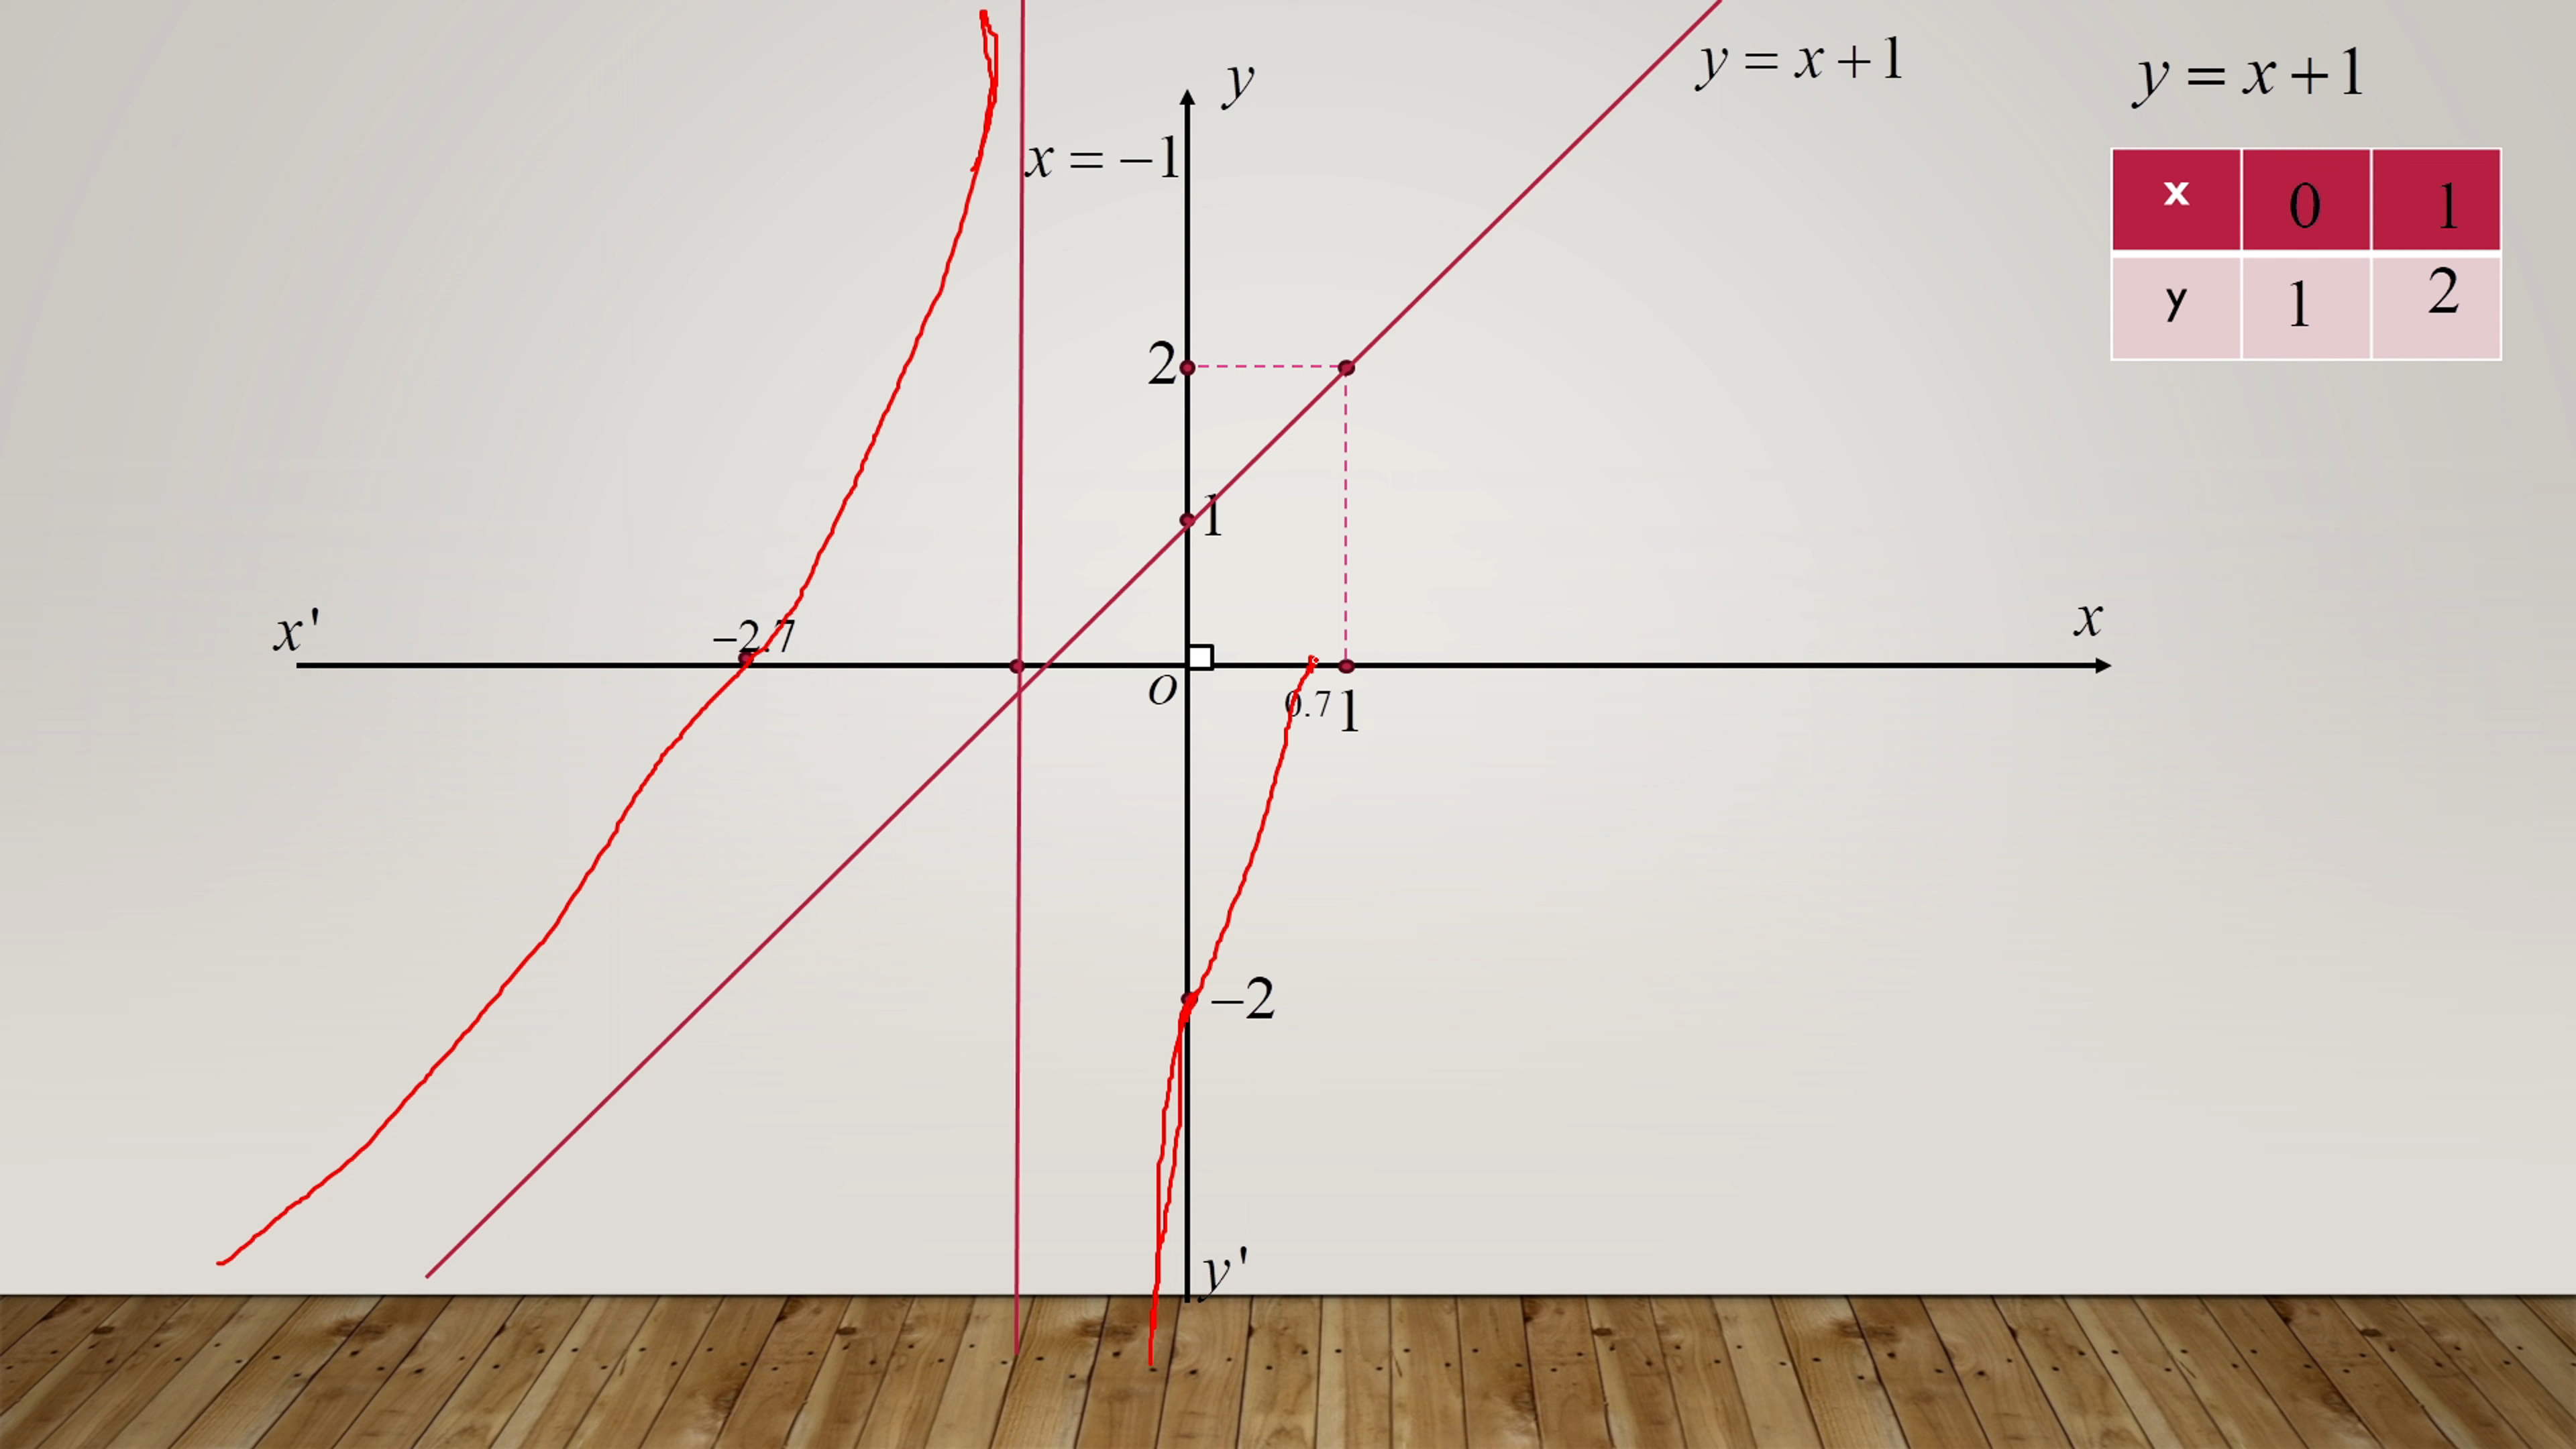 y
y = x + 1
y = x + 1
x = −1
x 0 1
y 1 2
2
1
x'
−2.7
x
O
0.7
1
−2
y'